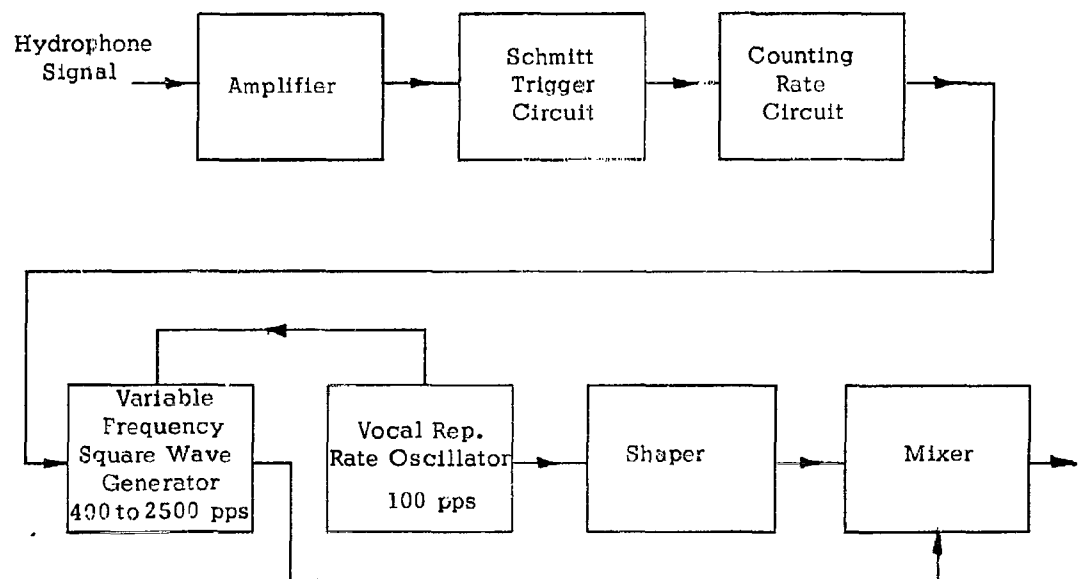 Hydrophone
Signal
Amplifier
Schmitt
Trigger
Circuit
Counting
Rate
Circuit
Variable
Frequency
Square Wave
Generator
400 to 2500 pps
Vocal Rep.
Rate Oscillator
100 pps
Shaper
Mixer